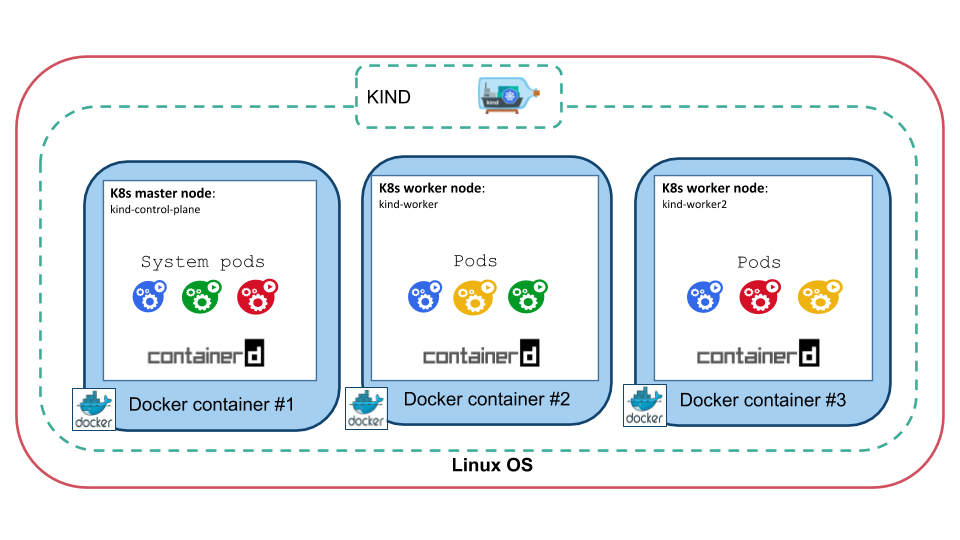 KIND
kind
K8s master node:
kind-control-plane
System pods
containerd
docker
Docker container #1
K8s worker node:
kind-worker
Pods
containerd
docker
Docker container #2
K8s worker node:
kind-worker2
Pods
containerd
docker
Docker container #3
Linux OS